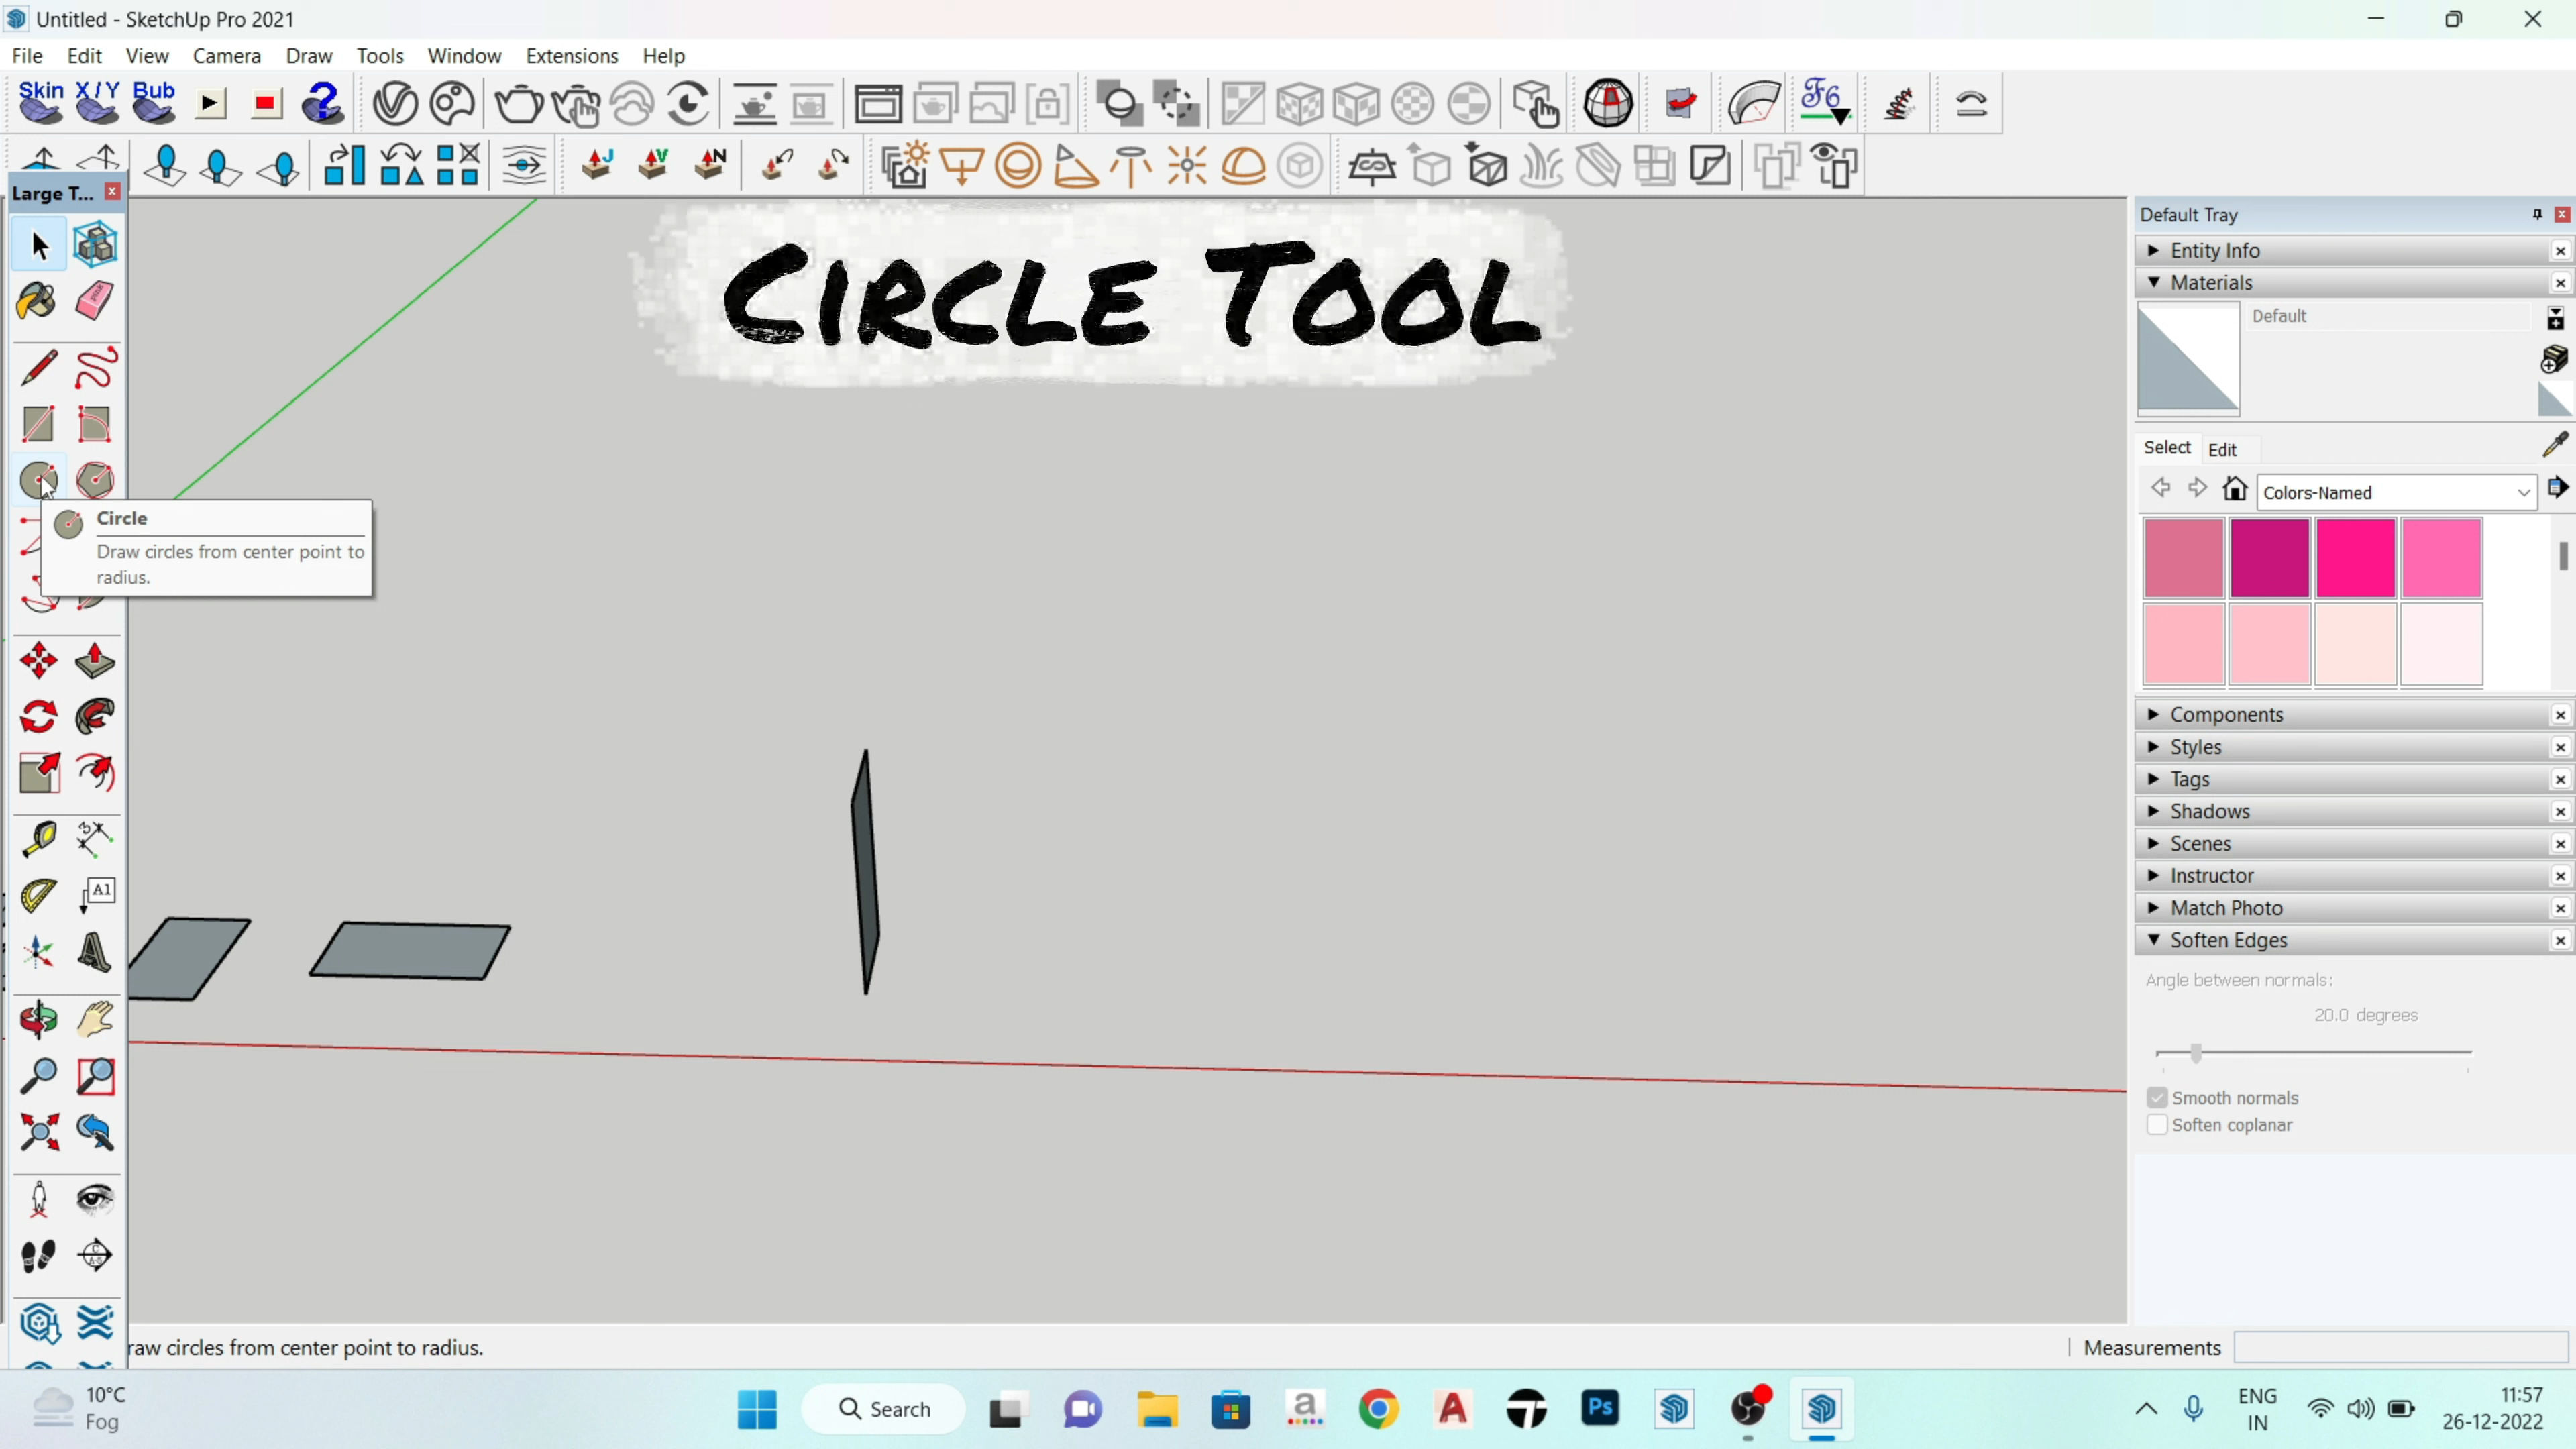 Untitled - SketchUp Pro 2021
File Edit View Camera Draw Tools Window Extensions Help
Skin X/Y Bub
F6
J V N
Large T...
CIRCLE TOOL
Circle
Draw circles from center point to
radius.
A1
raw circles from center point to radius.
Default Tray
Entity Info
Materials
Default
Select Edit
Colors-Named
Components
Styles
Tags
Shadows
Scenes
Instructor
Match Photo
Soften Edges
Angle between normals:
20.0 degrees
Smooth normals
Soften coplanar
Measurements
10°C
Fog
Search
a
A
Ps
ENG
IN
11:57
26-12-2022